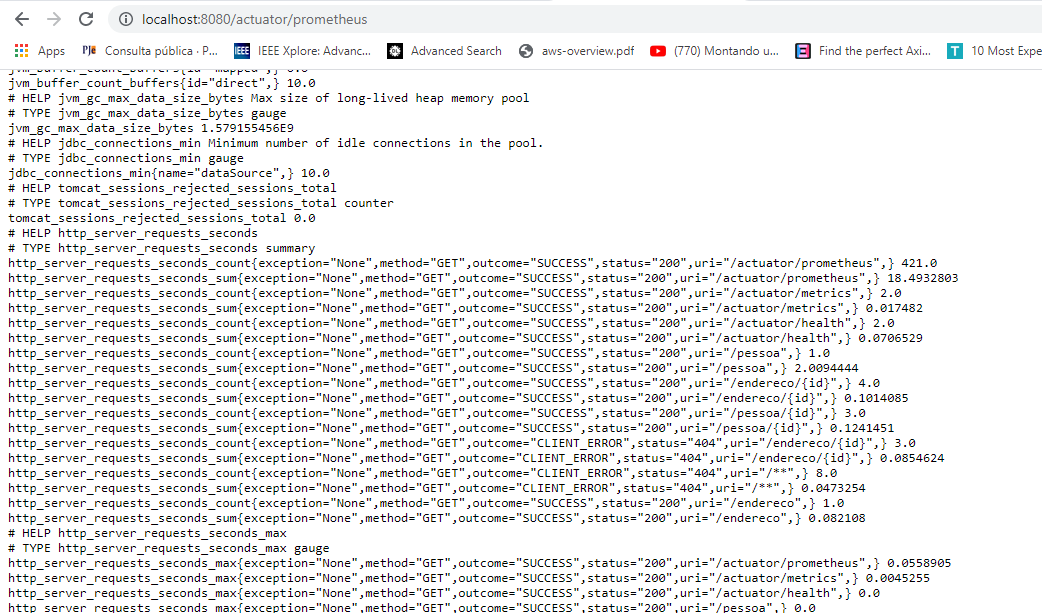 localhost:8080/actuator/prometheus
Apps PJe Consulta pública · P... IEEE IEEE Xplore: Advanc... Advanced Search aws-overview.pdf (770) Montando u... Find the perfect Axi... T 10 Most Expe
jvm_buffer_count_buffers{id="mapped",} 0.0
jvm_buffer_count_buffers{id="direct",} 10.0
# HELP jvm_gc_max_data_size_bytes Max size of long-lived heap memory pool
# TYPE jvm_gc_max_data_size_bytes gauge
jvm_gc_max_data_size_bytes 1.579155456E9
# HELP jdbc_connections_min Minimum number of idle connections in the pool.
# TYPE jdbc_connections_min gauge
jdbc_connections_min{name="dataSource",} 10.0
# HELP tomcat_sessions_rejected_sessions_total
# TYPE tomcat_sessions_rejected_sessions_total counter
tomcat_sessions_rejected_sessions_total 0.0
# HELP http_server_requests_seconds
# TYPE http_server_requests_seconds summary
http_server_requests_seconds_count{exception="None",method="GET",outcome="SUCCESS",status="200",uri="/actuator/prometheus",} 421.0
http_server_requests_seconds_sum{exception="None",method="GET",outcome="SUCCESS",status="200",uri="/actuator/prometheus",} 18.4932803
http_server_requests_seconds_count{exception="None",method="GET",outcome="SUCCESS",status="200",uri="/actuator/metrics",} 2.0
http_server_requests_seconds_sum{exception="None",method="GET",outcome="SUCCESS",status="200",uri="/actuator/metrics",} 0.017482
http_server_requests_seconds_count{exception="None",method="GET",outcome="SUCCESS",status="200",uri="/actuator/health",} 2.0
http_server_requests_seconds_sum{exception="None",method="GET",outcome="SUCCESS",status="200",uri="/actuator/health",} 0.0706529
http_server_requests_seconds_count{exception="None",method="GET",outcome="SUCCESS",status="200",uri="/pessoa",} 1.0
http_server_requests_seconds_sum{exception="None",method="GET",outcome="SUCCESS",status="200",uri="/pessoa",} 2.0094444
http_server_requests_seconds_count{exception="None",method="GET",outcome="SUCCESS",status="200",uri="/endereco/{id}",} 4.0
http_server_requests_seconds_sum{exception="None",method="GET",outcome="SUCCESS",status="200",uri="/endereco/{id}",} 0.1014085
http_server_requests_seconds_count{exception="None",method="GET",outcome="SUCCESS",status="200",uri="/pessoa/{id}",} 3.0
http_server_requests_seconds_sum{exception="None",method="GET",outcome="SUCCESS",status="200",uri="/pessoa/{id}",} 0.1241451
http_server_requests_seconds_count{exception="None",method="GET",outcome="CLIENT_ERROR",status="404",uri="/endereco/{id}",} 3.0
http_server_requests_seconds_sum{exception="None",method="GET",outcome="CLIENT_ERROR",status="404",uri="/endereco/{id}",} 0.0854624
http_server_requests_seconds_count{exception="None",method="GET",outcome="CLIENT_ERROR",status="404",uri="/**",} 8.0
http_server_requests_seconds_sum{exception="None",method="GET",outcome="CLIENT_ERROR",status="404",uri="/**",} 0.0473254
http_server_requests_seconds_count{exception="None",method="GET",outcome="SUCCESS",status="200",uri="/endereco",} 1.0
http_server_requests_seconds_sum{exception="None",method="GET",outcome="SUCCESS",status="200",uri="/endereco",} 0.082108
# HELP http_server_requests_seconds_max
# TYPE http_server_requests_seconds_max gauge
http_server_requests_seconds_max{exception="None",method="GET",outcome="SUCCESS",status="200",uri="/actuator/prometheus",} 0.0558905
http_server_requests_seconds_max{exception="None",method="GET",outcome="SUCCESS",status="200",uri="/actuator/metrics",} 0.0045255
http_server_requests_seconds_max{exception="None",method="GET",outcome="SUCCESS",status="200",uri="/actuator/health",} 0.0
http_server_requests_seconds_max{exception="None",method="GET",outcome="SUCCESS",status="200",uri="/pessoa",} 0.0